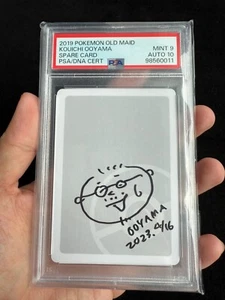 2019 POKEMON OLD MAID
KOUICHI OOYAMA
SPARE CARD
PSA/DNA CERT
MINT 9
AUTO 10
98560011
OOYAMA
2023.4/16